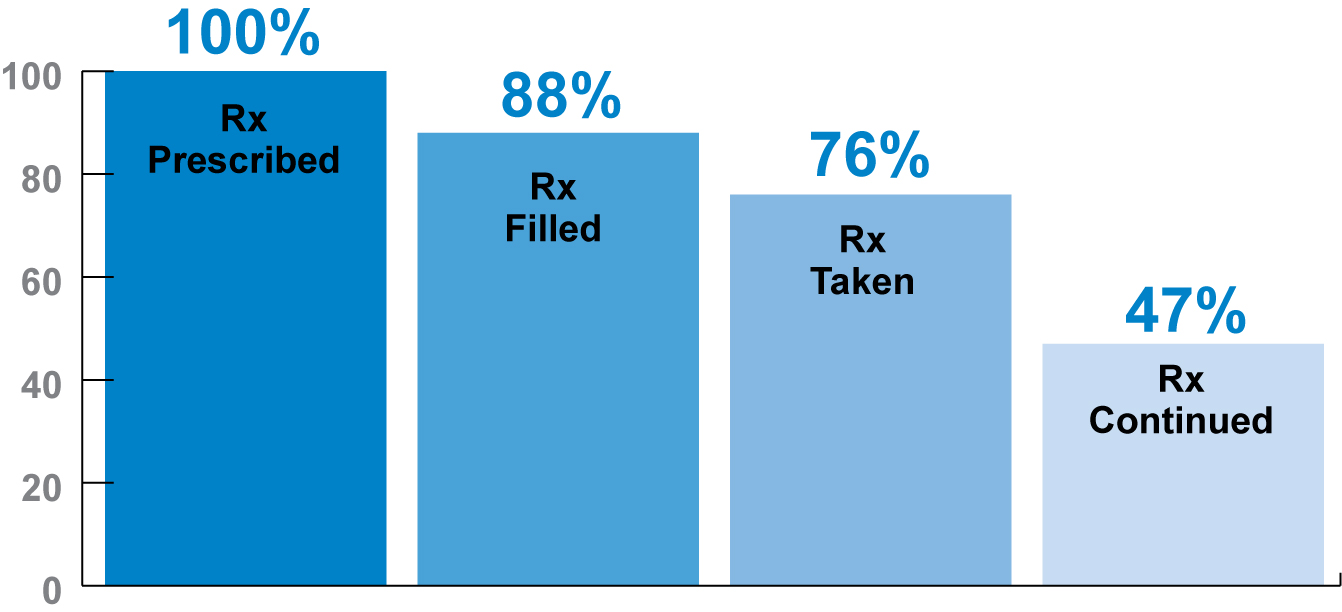 100%
88%
76%
47%
100
80
60
40
20
0
Rx
Prescribed
Rx
Filled
Rx
Taken
Rx
Continued